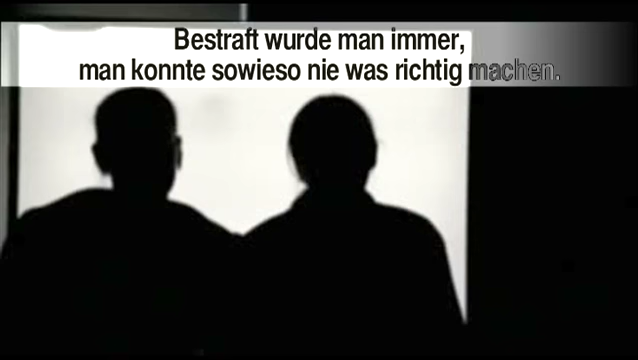 Bestraft wurde man immer,
man konnte sowieso nie was richtig machen.